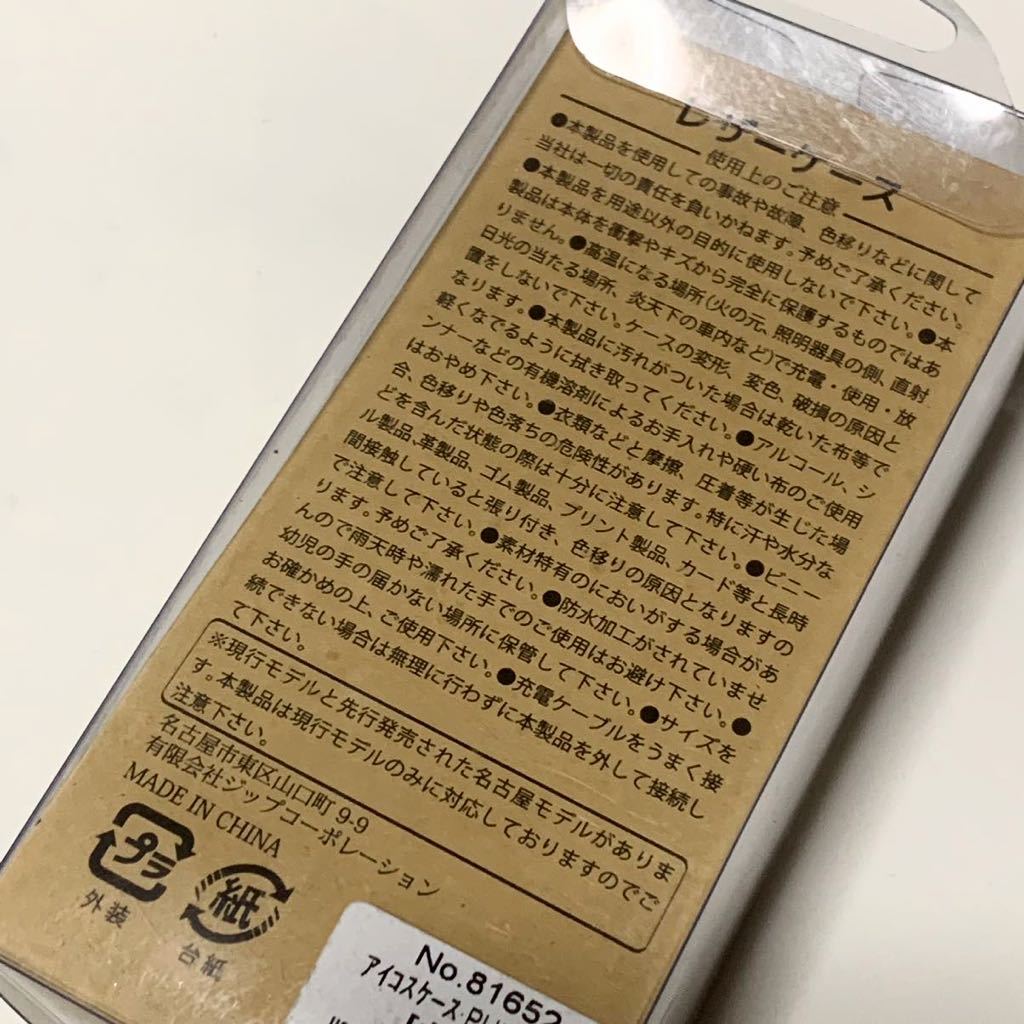 レザーケース
使用上のご注意
●本製品を使用しての事故や故障、色移りなどに関して
当社は一切の責任を負いかねます。予めご了承ください。
●本製品を用途以外の目的に使用しないで下さい。●本
製品は本体を衝撃やキズから完全に保護するものではあ
りません。●高温になる場所(火の元、照明器具の側、直射
日光の当たる場所、炎天下の車内など)で充電・使用・放
置をしないで下さい。ケースの変形、変色、破損の原因と
なります。●本製品に汚れがついた場合は乾いた布等で
軽くなでるように拭き取ってください。●アルコール、シ
ンナーなどの有機溶剤によるお手入れや硬い布のご使用
はおやめ下さい。●衣類などと摩擦、圧着等が生じた場
合、色移りや色落ちの危険性があります。特に汗や水分な
どを含んだ状態の際は十分に注意して下さい。●ビニー
ル製品、革製品、ゴム製品、プリント製品、カード等と長時
間接触していると張り付き、色移りの原因となりますの
で注意して下さい。●素材特有のにおいがする場合があ
ります。予めご了承ください。●防水加工がされていませ
んので雨天時や濡れた手でのご使用はお避け下さい。●
幼児の手の届かない場所に保管して下さい。●サイズを
お確かめの上、ご使用下さい。●充電ケーブルをうまく接
続できない場合は無理に行わずに本製品を外して接続し
て下さい。
※現行モデルと先行発売された名古屋モデルがありま
す。本製品は現行モデルのみに対応しておりますのでご
注意下さい。
名古屋市東区山口町 9-9
有限会社ジップコーポレーション
MADE IN CHINA
プラ
外装
紙
台紙
No.81652
アイコスケース